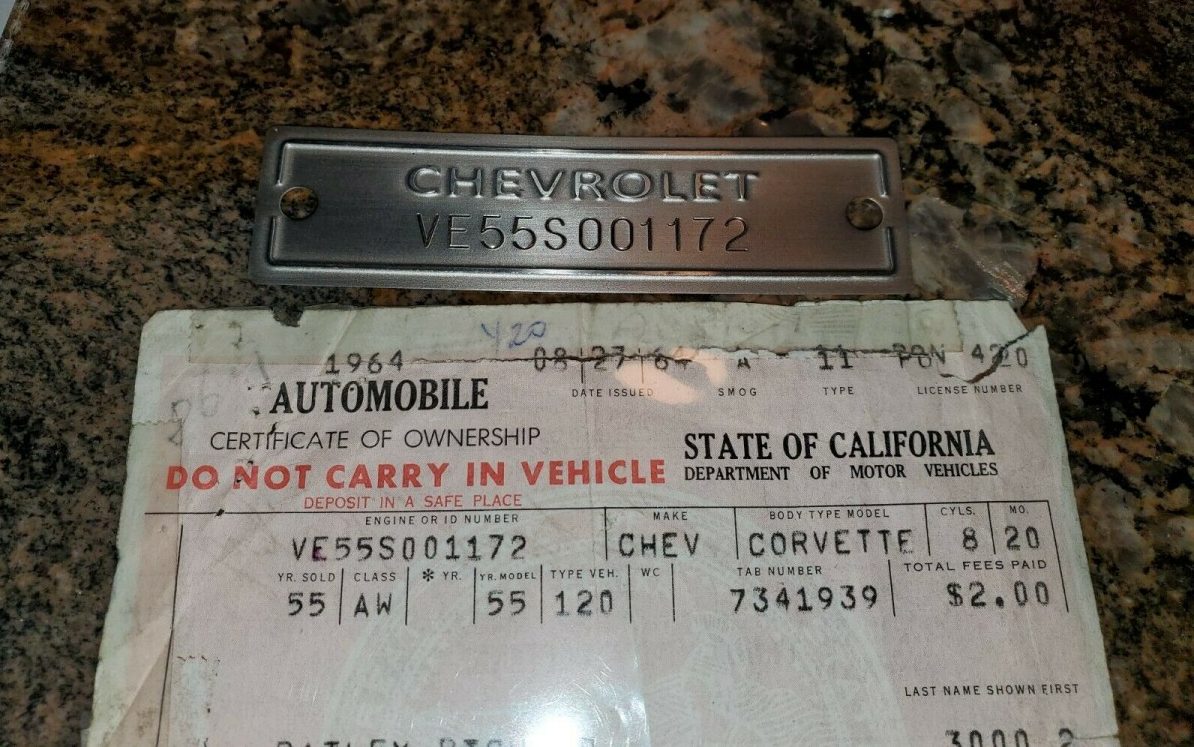 CHEVROLET
VE55S001172
Y20
1964 08 27 64 A 11 PON 420
DATE ISSUED SMOG TYPE LICENSE NUMBER
AUTOMOBILE
CERTIFICATE OF OWNERSHIP STATE OF CALIFORNIA
DO NOT CARRY IN VEHICLE DEPARTMENT OF MOTOR VEHICLES
DEPOSIT IN A SAFE PLACE
ENGINE OR ID NUMBER MAKE BODY TYPE MODEL CYLS. MO.
VE55S001172 CHEV CORVETTE 8 20
YR. SOLD CLASS * YR. YR. MODEL TYPE VEH. WC TAB NUMBER TOTAL FEES PAID
55 AW 55 120 7341939 $2.00
LAST NAME SHOWN FIRST